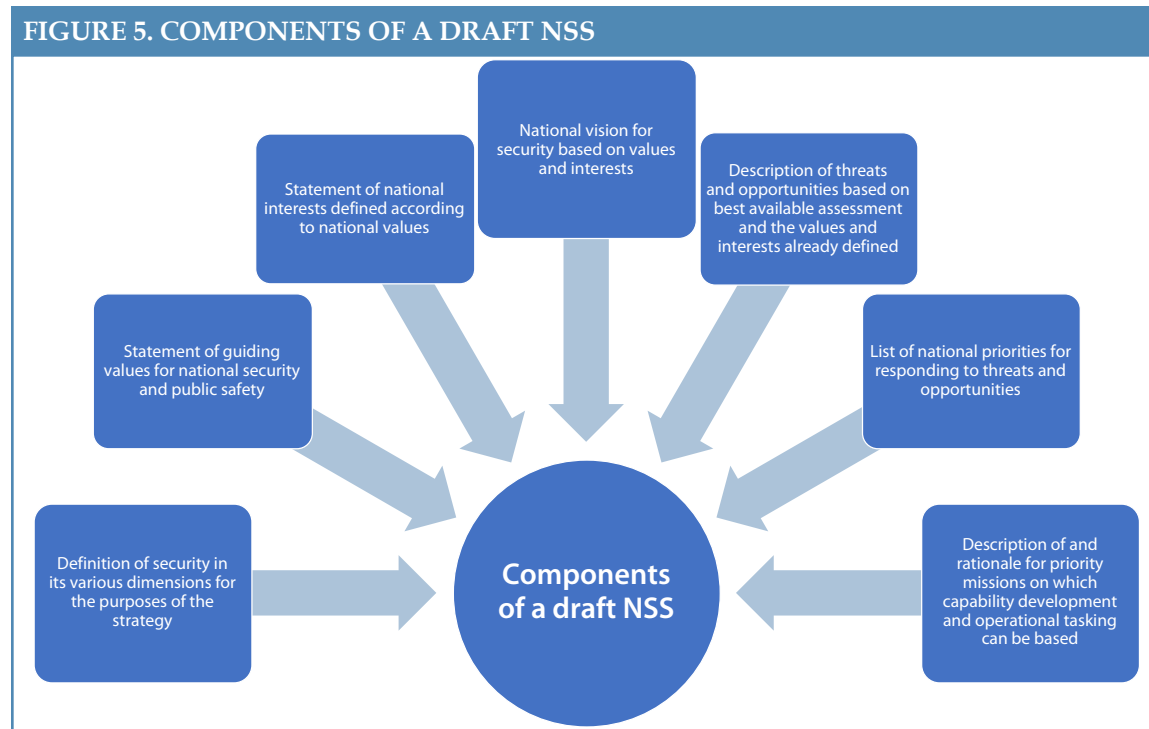 FIGURE 5. COMPONENTS OF A DRAFT NSS
Definition of security in
its various dimensions for
the purposes of the
strategy
Statement of guiding
values for national security
and public safety
Statement of national
interests defined according
to national values
National vision for
security based on values
and interests
Description of threats
and opportunities based on
best available assessment
and the values and
interests already defined
List of national priorities for
responding to threats and
opportunities
Description of and
rationale for priority
missions on which
capability development
and operational tasking
can be based
Components
of a draft NSS